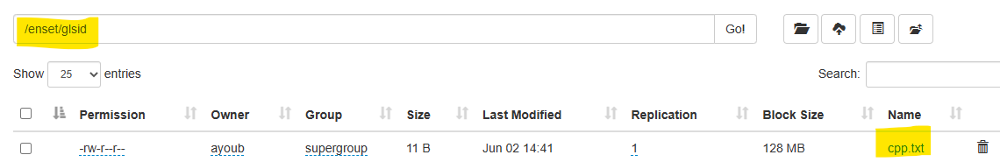 /enset/glsid Go!
Show 25 entries Search:
Permission Owner Group Size Last Modified Replication Block Size Name
-rw-r--r-- ayoub supergroup 11 B Jun 02 14:41 1 128 MB cpp.txt